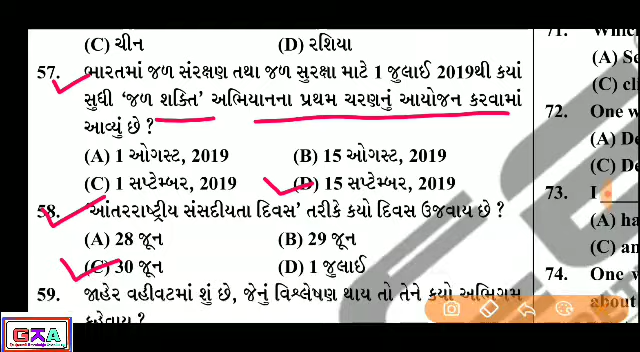 (C) ચીન (D) રશિયા
57. ભારતમાં જળ સંરક્ષણ તથા જળ સુરક્ષા માટે 1 જુલાઈ 2019થી ક્યાં
સુધી ‘જળ શક્તિ’ અભિયાનના પ્રથમ ચરણનું આયોજન કરવામાં
આવ્યું છે ?
(A) 1 ઓગસ્ટ, 2019 (B) 15 ઓગસ્ટ, 2019
(C) 1 સપ્ટેમ્બર, 2019 (D) 15 સપ્ટેમ્બર, 2019
58. ‘આંતરરાષ્ટ્રીય સંસદીયતા દિવસ’ તરીકે કયો દિવસ ઉજવાય છે ?
(A) 28 જૂન (B) 29 જૂન
(C) 30 જૂન (D) 1 જુલાઈ
59. જાહેર વહીવટમાં શું છે, જેનું વિશ્લેષણ થાય તો તેને કયો અભિગમ
કહેવાય ?
71. Which
(A)
(C)
72. One
(A)
(C)
73. I
(A)
(C)
74. One
about
GKA